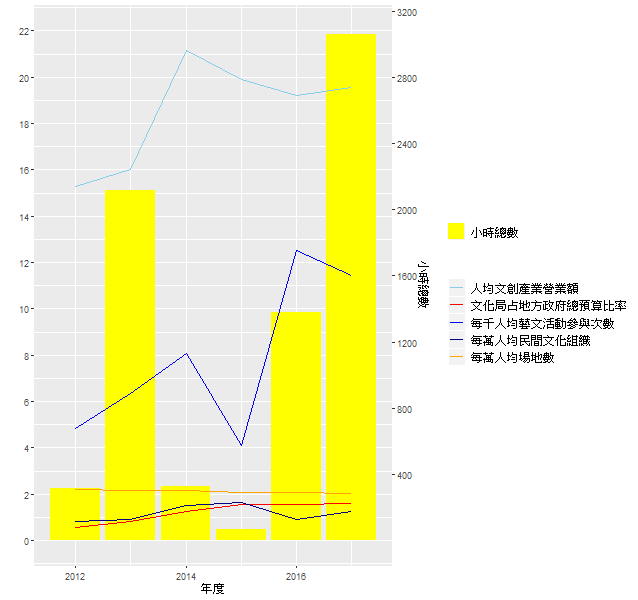 22
20
18
16
14
12
10
8
6
4
2
0
3200
2800
2400
2000
1600
1200
800
400
小時總數
2012
2014
2016
年度
小時總數
人均文創產業營業額
文化局占地方政府總預算比率
每千人均藝文活動參與次數
每萬人均民間文化組織
每萬人均場地數